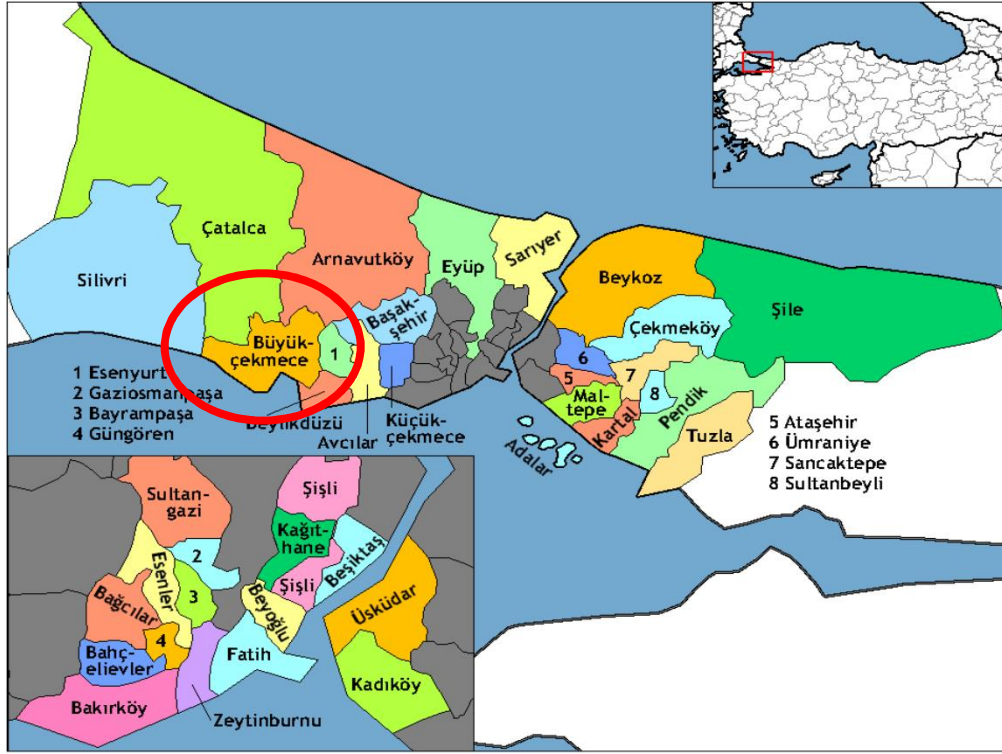 Çatalca
Silivri
Arnavutköy
Eyüp
Sarıyer
Başak-
şehir
Büyük-
çekmece
1
Beykoz
Şile
Çekmeköy
6
5
7
8
Mal-
tepe
Kartal
Pendik
Tuzla
Adalar
Beylikdüzü
Avcılar
Küçük-
çekmece
1 Esenyurt
2 Gaziosmanpaşa
3 Bayrampaşa
4 Güngören
5 Ataşehir
6 Ümraniye
7 Sancaktepe
8 Sultanbeyli
Sultan-
gazi
Şişli
Kağıt-
hane
Beşiktaş
2
Esenler
3
Şişli
Bağcılar
Beyoğlu
Üsküdar
4
Bahç-
elievler
Fatih
Kadıköy
Bakırköy
Zeytinburnu